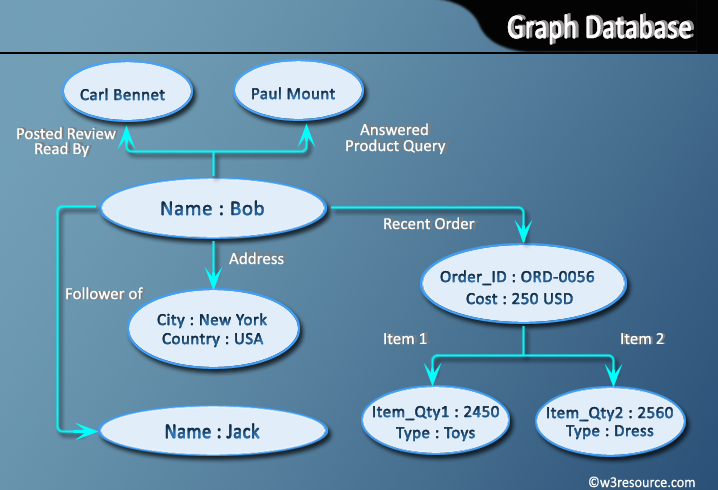 Graph Database
Carl Bennet
Paul Mount
Posted Review
Read By
Answered
Product Query
Name : Bob
Recent Order
Address
Order_ID : ORD-0056
Cost : 250 USD
Follower of
City : New York
Country : USA
Item 1
Item 2
Item_Qty1 : 2450
Type : Toys
Item_Qty2 : 2560
Type : Dress
Name : Jack
©w3resource.com